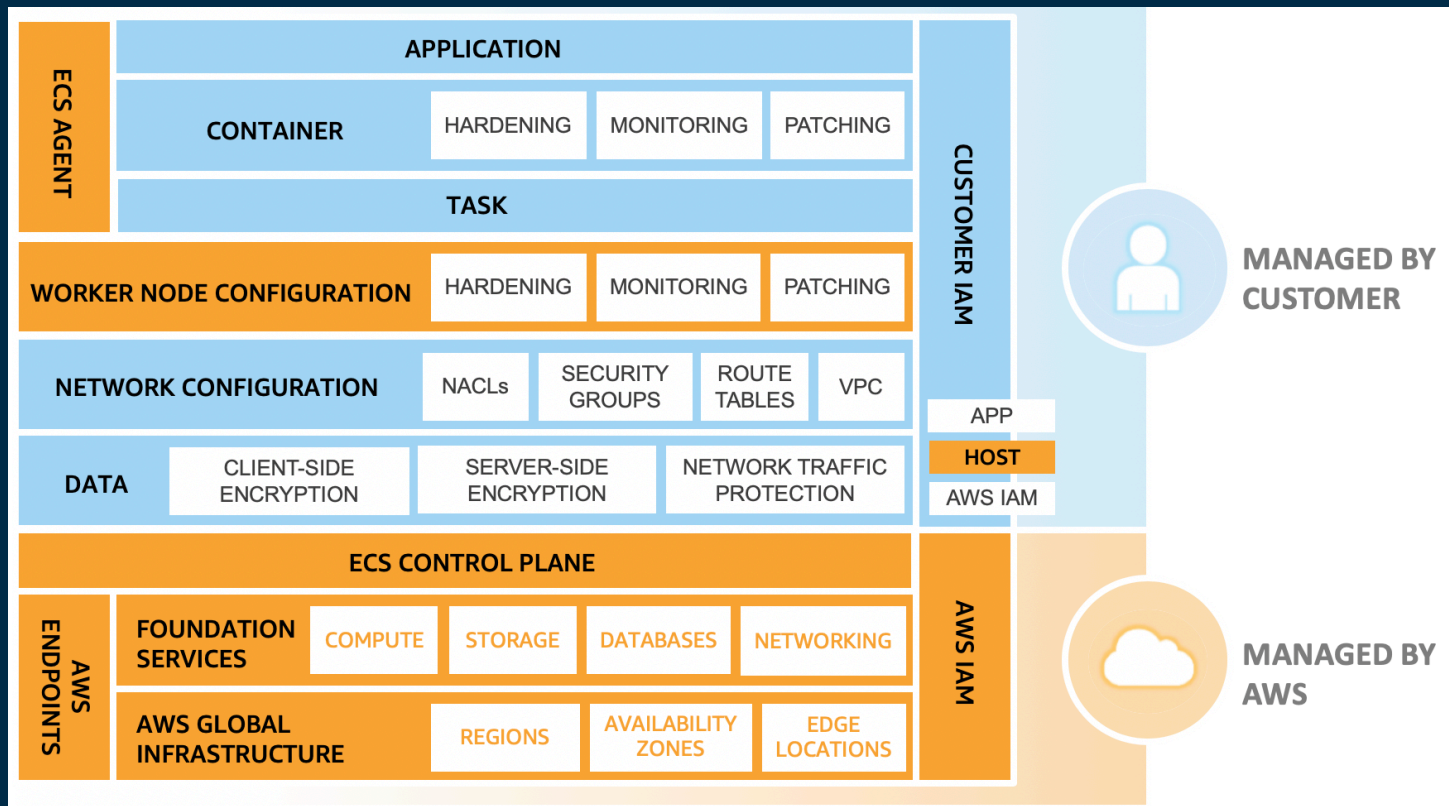 ECS AGENT
APPLICATION
CONTAINER
HARDENING
MONITORING
PATCHING
TASK
WORKER NODE CONFIGURATION
HARDENING
MONITORING
PATCHING
NETWORK CONFIGURATION
NACLs
SECURITY
GROUPS
ROUTE
TABLES
VPC
DATA
CLIENT-SIDE
ENCRYPTION
SERVER-SIDE
ENCRYPTION
NETWORK TRAFFIC
PROTECTION
CUSTOMER IAM
APP
HOST
AWS IAM
MANAGED BY
CUSTOMER
ECS CONTROL PLANE
AWS
ENDPOINTS
FOUNDATION
SERVICES
COMPUTE
STORAGE
DATABASES
NETWORKING
AWS GLOBAL
INFRASTRUCTURE
REGIONS
AVAILABILITY
ZONES
EDGE
LOCATIONS
AWS IAM
MANAGED BY
AWS